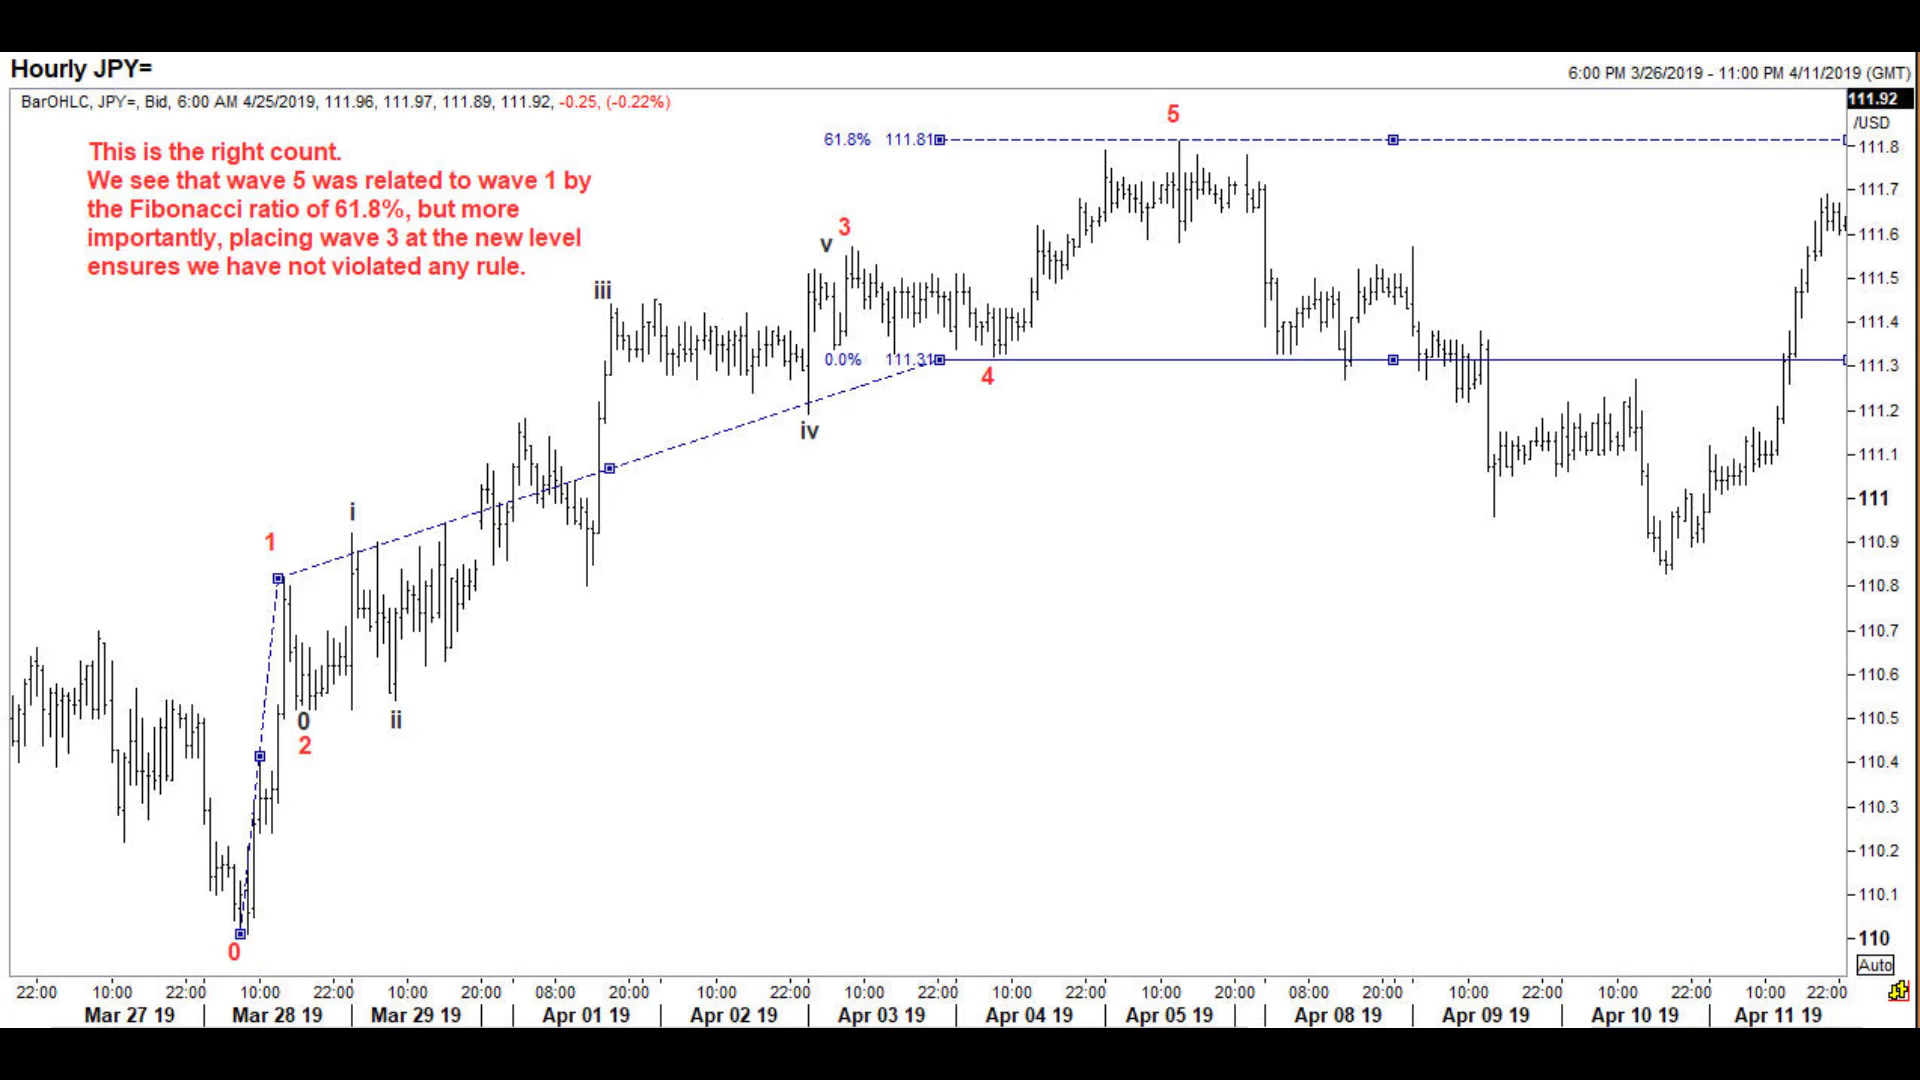 Hourly JPY=
6:00 PM 3/26/2019 - 11:00 PM 4/11/2019 (GMT)
BarOHLC, JPY=, Bid, 6:00 AM 4/25/2019, 111.96, 111.97, 111.89, 111.92, -0.25, (-0.22%)
111.92
/USD
This is the right count.
We see that wave 5 was related to wave 1 by
the Fibonacci ratio of 61.8%, but more
importantly, placing wave 3 at the new level
ensures we have not violated any rule.
5
61.8% 111.81
3
v
iii
0.0% 111.31
4
iv
i
1
ii
0
2
0
111.8
111.7
111.6
111.5
111.4
111.3
111.2
111.1
111
110.9
110.8
110.7
110.6
110.5
110.4
110.3
110.2
110.1
110
Auto
22:00 10:00 22:00 10:00 22:00 10:00 20:00 08:00 20:00 10:00 22:00 10:00 22:00 10:00 22:00 10:00 20:00 08:00 20:00 10:00 22:00 10:00 22:00 10:00 22:00
Mar 27 19 Mar 28 19 Mar 29 19 Apr 01 19 Apr 02 19 Apr 03 19 Apr 04 19 Apr 05 19 Apr 08 19 Apr 09 19 Apr 10 19 Apr 11 19